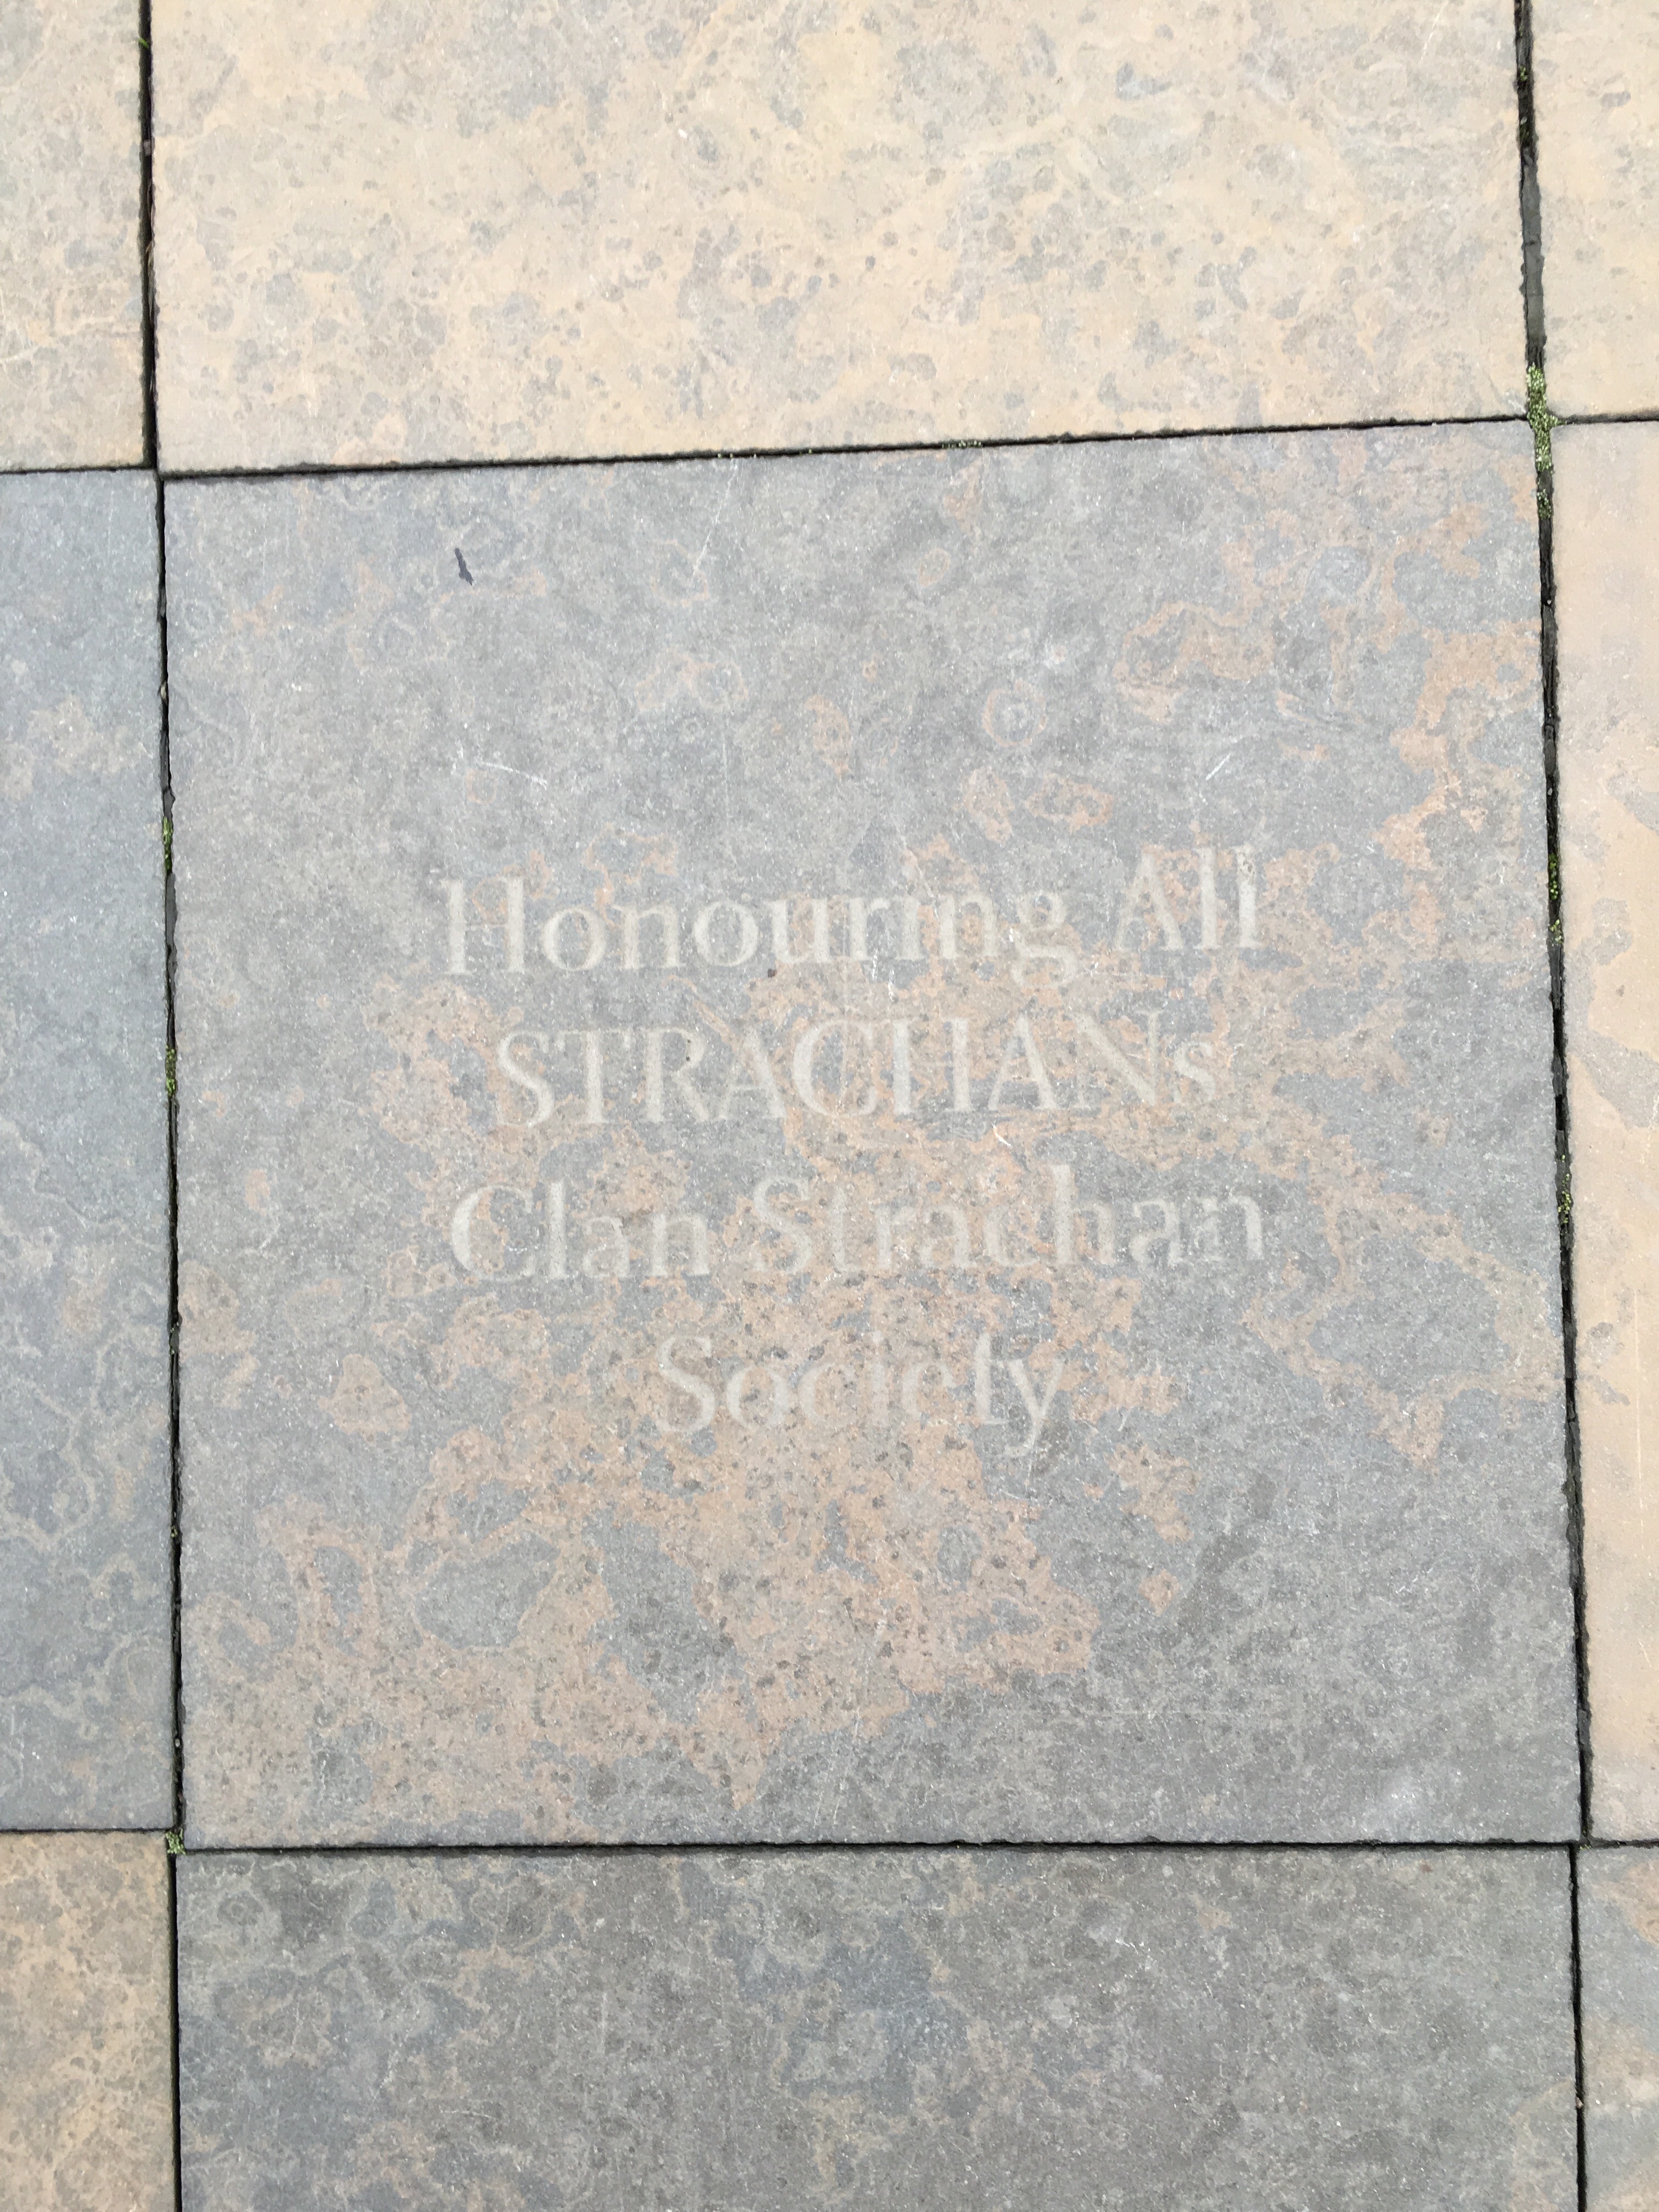 Honouring All
STRACHANs
Clan Strachan
Society